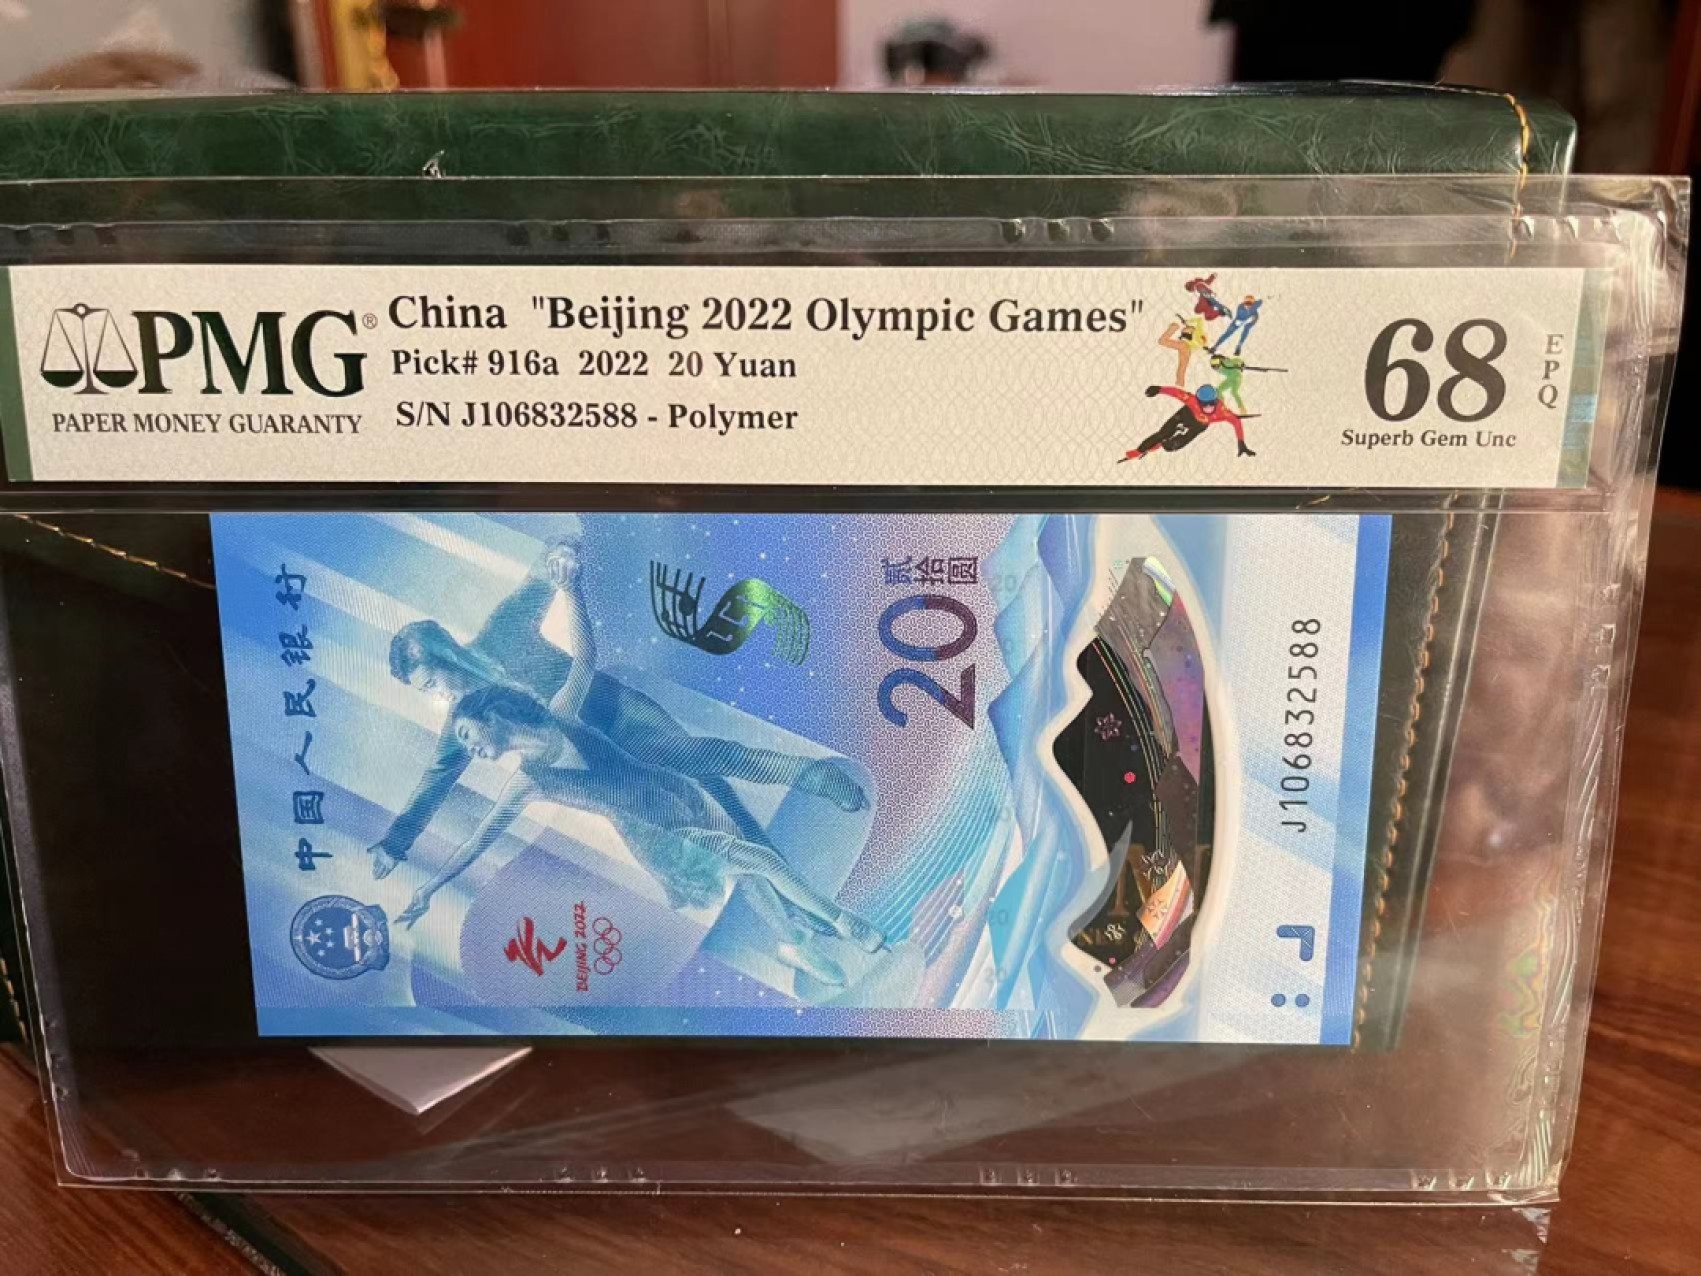 PMG®
PAPER MONEY GUARANTY
China "Beijing 2022 Olympic Games"
Pick# 916a 2022 20 Yuan
S/N J106832588 - Polymer
68
EPQ
Superb Gem Unc
中国人民银行
贰拾圆
20
BEIJING 2022
J106832588